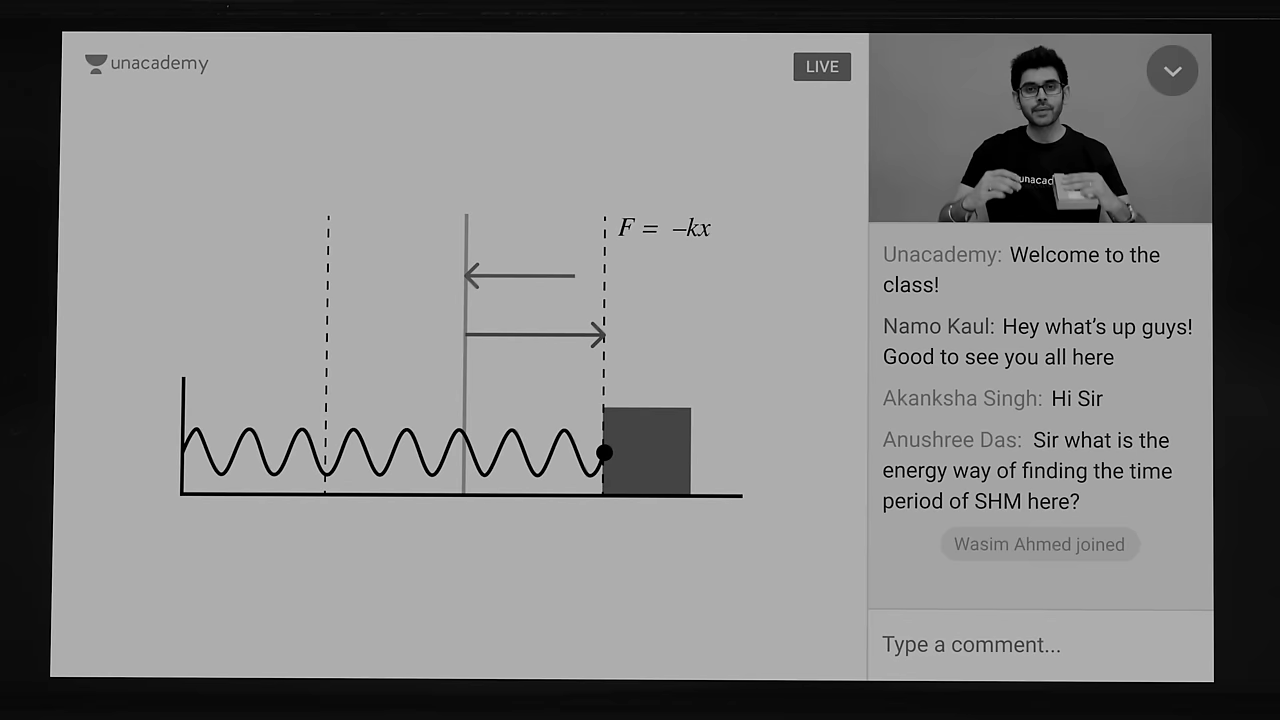 unacademy
LIVE
F = –kx
unacad
Unacademy: Welcome to the
class!
Namo Kaul: Hey what’s up guys!
Good to see you all here
Akanksha Singh: Hi Sir
Anushree Das: Sir what is the
energy way of finding the time
period of SHM here?
Wasim Ahmed joined
Type a comment...